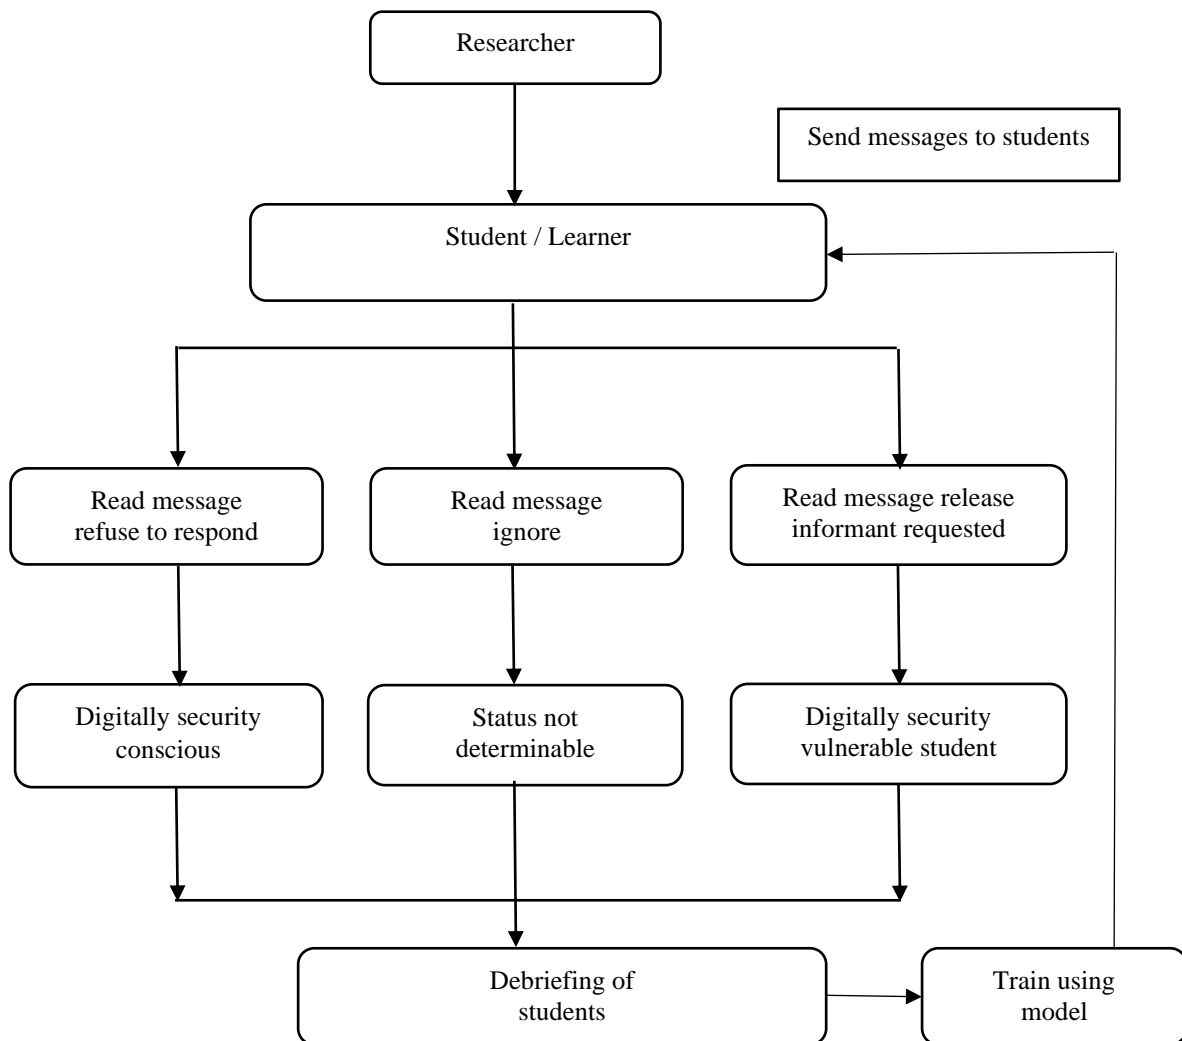 Researcher
Send messages to students
Student / Learner
Read message
refuse to respond
Read message
ignore
Read message release
informant requested
Digitally security
conscious
Status not
determinable
Digitally security
vulnerable student
Debriefing of
students
Train using
model